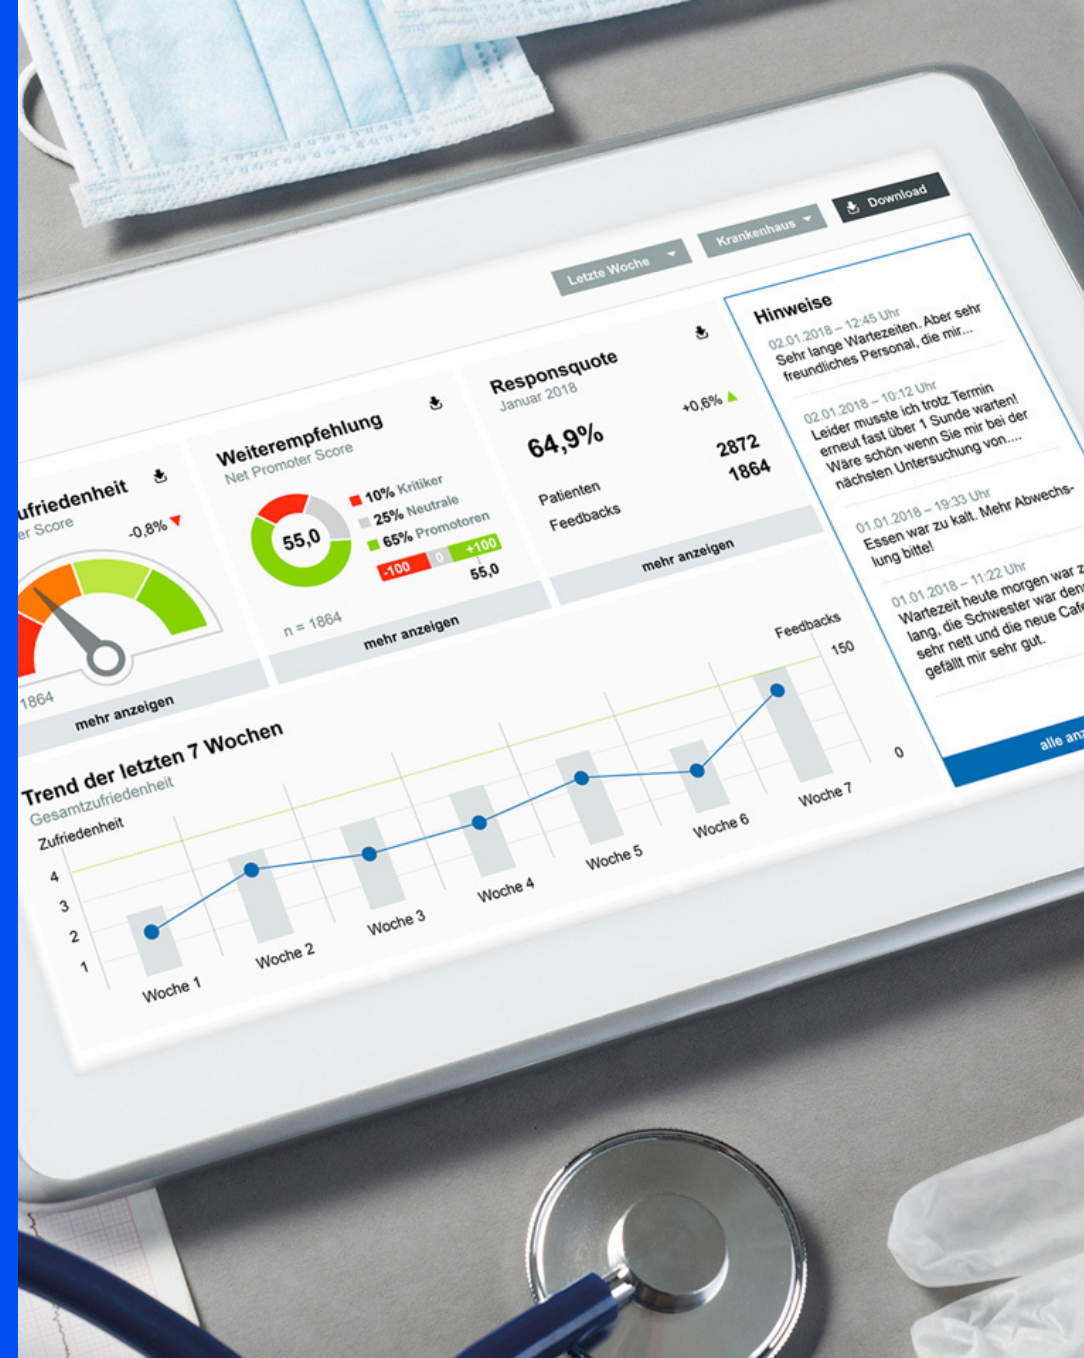 Letzte Woche
Krankenhaus
Download
ufriedenheit
er Score
-0,8%
1864
mehr anzeigen
Weiterempfehlung
Net Promoter Score
55,0
10% Kritiker
25% Neutrale
65% Promotoren
-100 0 +100
55,0
n = 1864
mehr anzeigen
Responsquote
Januar 2018
64,9%
+0,6%
Patienten 2872
Feedbacks 1864
mehr anzeigen
Hinweise
02.01.2018 – 12:45 Uhr
Sehr lange Wartezeiten. Aber sehr
freundliches Personal, die mir...
02.01.2018 – 10:12 Uhr
Leider musste ich trotz Termin
erneut fast über 1 Sunde warten!
Wäre schön wenn Sie mir bei der
nächsten Untersuchung von....
01.01.2018 – 19:33 Uhr
Essen war zu kalt. Mehr Abwechs-
lung bitte!
01.01.2018 – 11:22 Uhr
Wartezeit heute morgen war z
lang, die Schwester war den
sehr nett und die neue Cafe
gefällt mir sehr gut.
alle anz
Trend der letzten 7 Wochen
Gesamtzufriedenheit
Zufriedenheit
Feedbacks
4
3
2
1
150
0
Woche 1
Woche 2
Woche 3
Woche 4
Woche 5
Woche 6
Woche 7